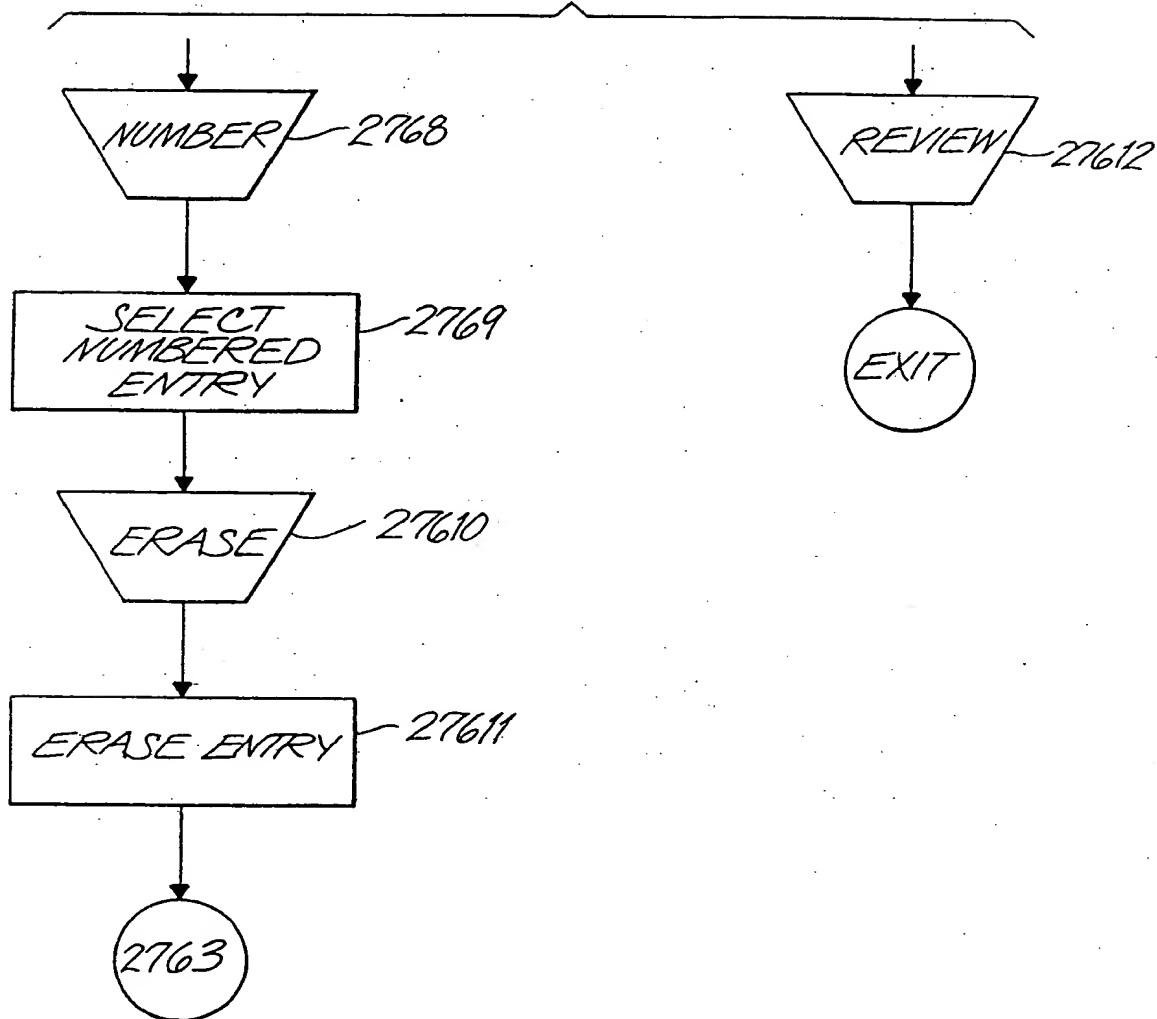 NUMBER
2768
SELECT
NUMBERED
ENTRY
2769
ERASE
27610
ERASE ENTRY
27611
2763
REVIEW
27612
EXIT